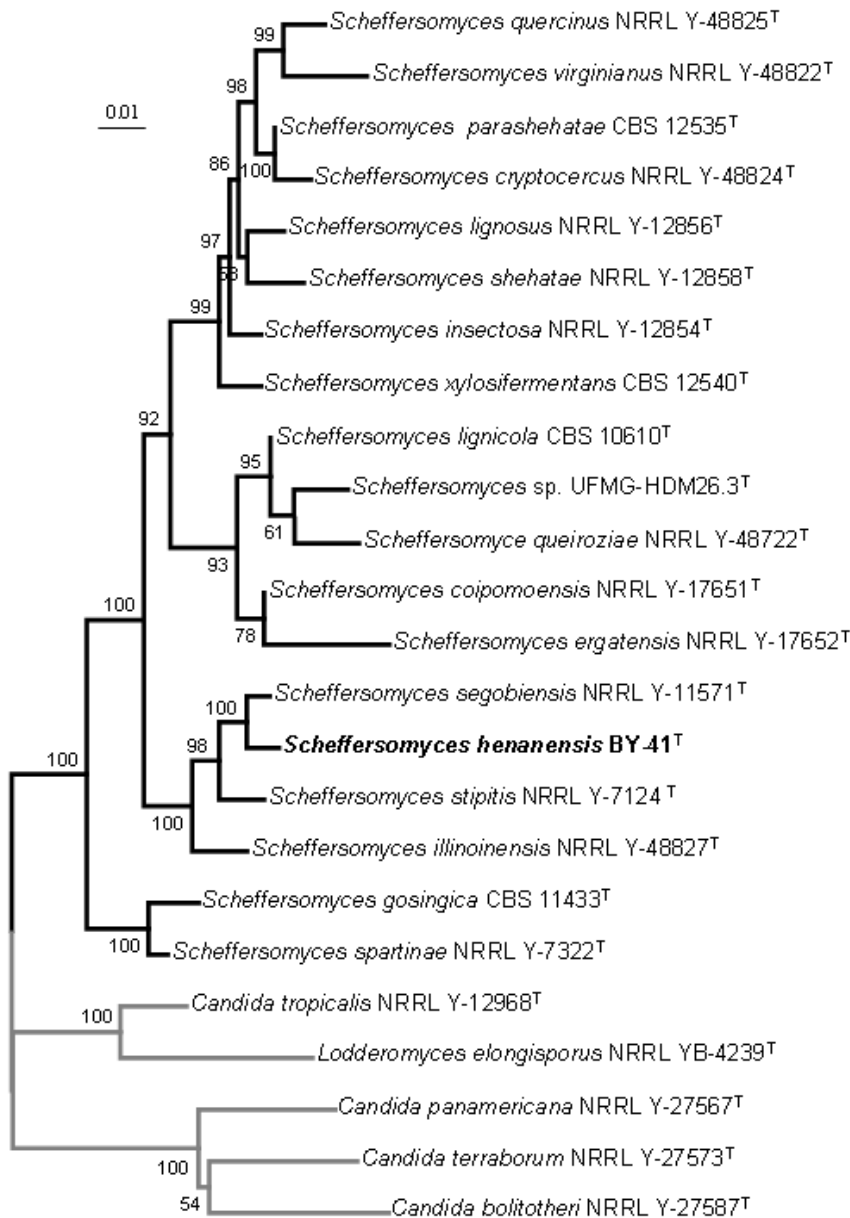 Scheffersomyces quercinus NRRL Y-48825T
99
Scheffersomyces virginianus NRRL Y-48822T
98
0.01
Scheffersomyces parashehatae CBS 12535T
86
100
Scheffersomyces cryptocercus NRRL Y-48824T
Scheffersomyces lignosus NRRL Y-12856T
97
58
Scheffersomyces shehatae NRRL Y-12858T
99
Scheffersomyces insectosa NRRL Y-12854T
Scheffersomyces xylosifermentans CBS 12540T
92
Scheffersomyces lignicola CBS 10610T
95
Scheffersomyces sp. UFMG-HDM26.3T
61
Scheffersomyce queiroziae NRRL Y-48722T
93
Scheffersomyces coipomoensis NRRL Y-17651T
100
78
Scheffersomyces ergatensis NRRL Y-17652T
Scheffersomyces segobiensis NRRL Y-11571T
100
98
Scheffersomyces henanensis BY-41T
100
Scheffersomyces stipitis NRRL Y-7124 T
100
Scheffersomyces illinoinensis NRRL Y-48827T
Scheffersomyces gosingica CBS 11433T
100
Scheffersomyces spartinae NRRL Y-7322T
Candida tropicalis NRRL Y-12968T
100
Lodderomyces elongisporus NRRL YB-4239T
Candida panamericana NRRL Y-27567T
100
Candida terraborum NRRL Y-27573T
54
Candida bolitotheri NRRL Y-27587T